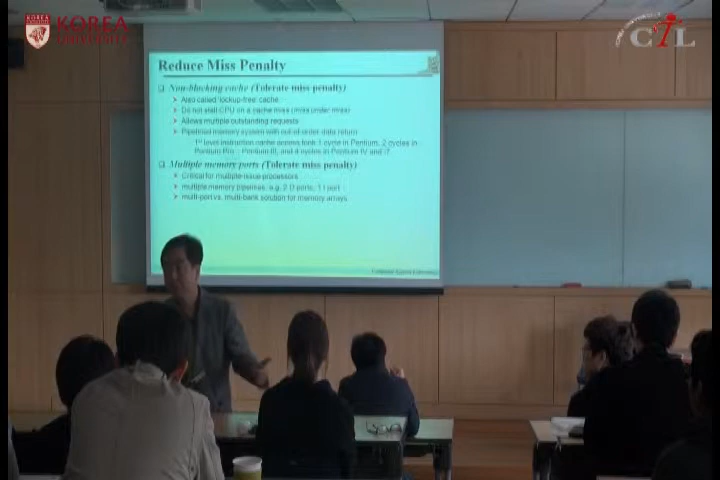 KOREA
UNIVERSITY
CTL
Reduce Miss Penalty
Non-blocking cache (Tolerate miss penalty)
Also called 'lockup-free' cache
Do not stall CPU on a cache miss (miss under miss)
Allows multiple outstanding requests
Pipelined memory system with out-of-order data return
1st level instruction cache access took 1 cycle in Pentium, 2 cycles in
Pentium Pro ~ Pentium III, and 4 cycles in Pentium IV and i7
Multiple memory ports (Tolerate miss penalty)
Critical for multiple-issue processors
multiple memory pipelines, e.g. 2 D ports, 1 I port
multi-port vs. multi-bank solution for memory arrays